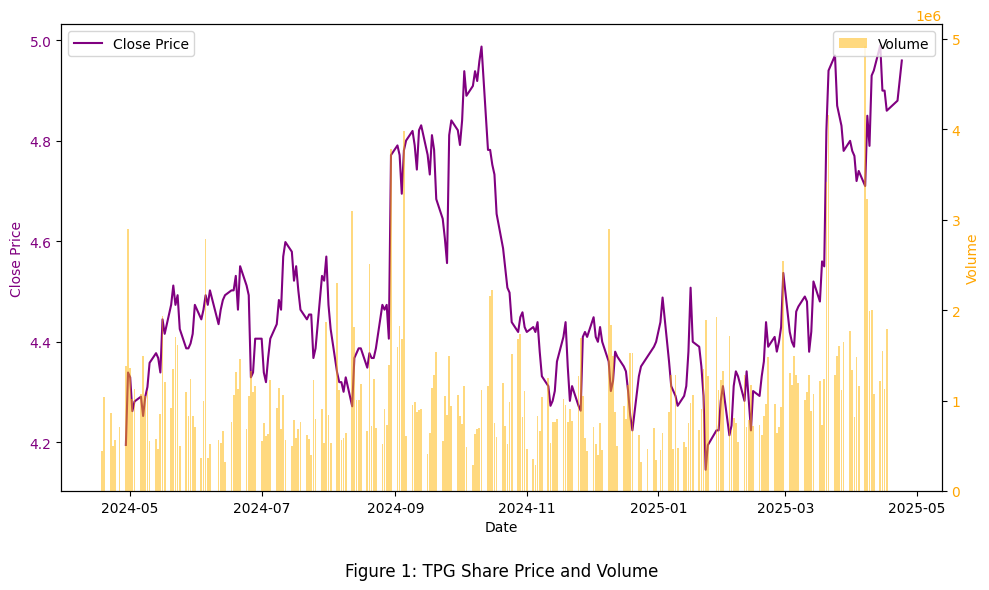 1e6
5.0
4.8
4.6
4.4
4.2
Close Price
Close Price
Volume
5
4
3
2
1
0
Volume
2024-05 2024-07 2024-09 2024-11 2025-01 2025-03 2025-05
Date
Figure 1: TPG Share Price and Volume